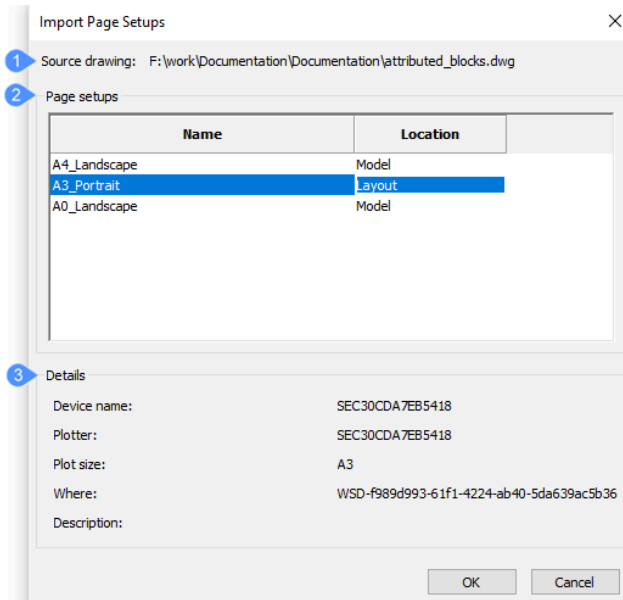 Import Page Setups
1 Source drawing: F:\work\Documentation\Documentation\attributed_blocks.dwg
2 Page setups
Name Location
A4_Landscape Model
A3_Portrait Layout
A0_Landscape Model
3 Details
Device name: SEC30CDA7EB5418
Plotter: SEC30CDA7EB5418
Plot size: A3
Where: WSD-f989d993-61f1-4224-ab40-5da639ac5b36
Description:
OK Cancel